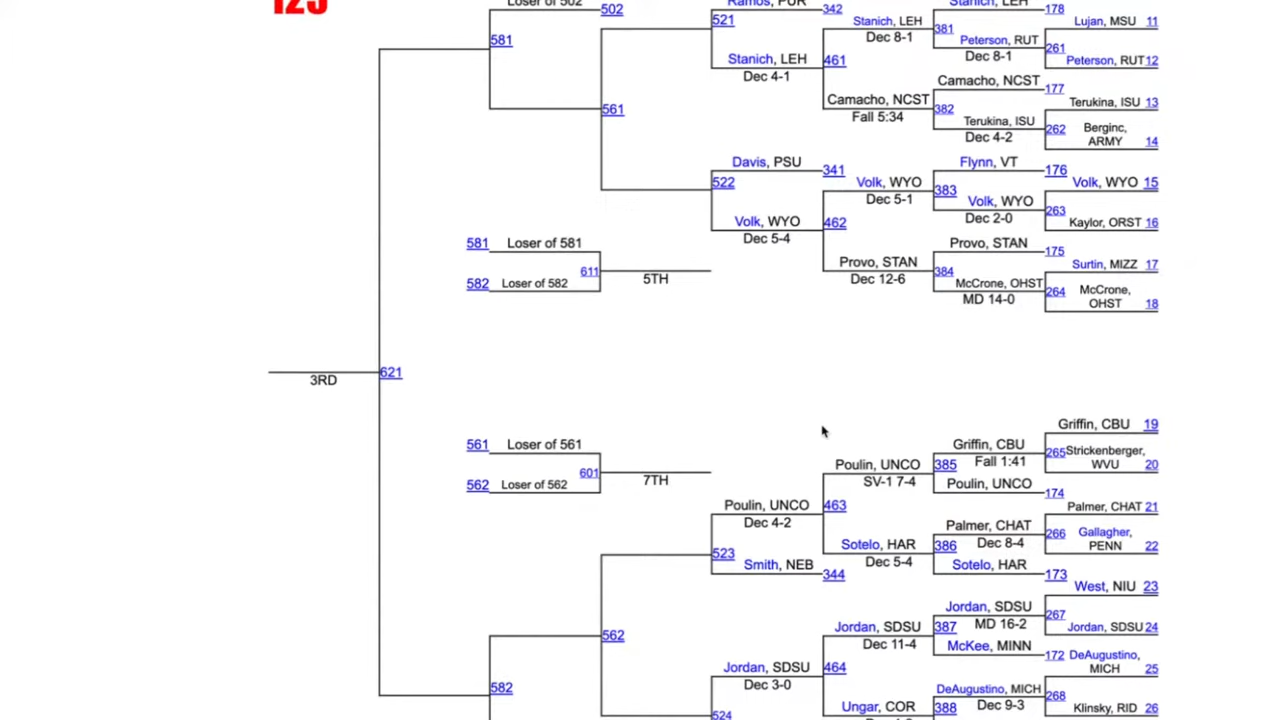 125
Loser of 502 502
Ramos, PUR 342
Stanich, LEH 178
521
Stanich, LEH
Dec 8-1
381
Lujan, MSU 11
Peterson, RUT
Dec 8-1
261
Peterson, RUT 12
581
Stanich, LEH
Dec 4-1
461
Camacho, NCST 177
Camacho, NCST
Fall 5:34
382
Terukina, ISU 13
Terukina, ISU
Dec 4-2
262
Berginc,
ARMY 14
561
Davis, PSU 341
Flynn, VT 176
522
Volk, WYO
Dec 5-1
383
Volk, WYO 15
Volk, WYO
Dec 2-0
263
Kaylor, ORST 16
Volk, WYO
Dec 5-4
462
581 Loser of 581
Provo, STAN 175
Provo, STAN
Dec 12-6
384
Surtin, MIZZ 17
611
5TH
582 Loser of 582
McCrone, OHST
MD 14-0
264
McCrone,
OHST 18
621
3RD
Griffin, CBU 19
561 Loser of 561
Griffin, CBU
Fall 1:41
265
Strickenberger,
WVU 20
Poulin, UNCO
SV-1 7-4
385
601
7TH
562 Loser of 562
Poulin, UNCO 174
Poulin, UNCO
Dec 4-2
463
Palmer, CHAT 21
Palmer, CHAT
Dec 8-4
266
Gallagher,
PENN 22
Sotelo, HAR
Dec 5-4
386
523
Smith, NEB 344
Sotelo, HAR 173
West, NIU 23
Jordan, SDSU
MD 16-2
267
Jordan, SDSU 24
562
Jordan, SDSU
Dec 11-4
387
McKee, MINN 172
DeAugustino,
MICH 25
Jordan, SDSU
Dec 3-0
464
582
DeAugustino, MICH
Dec 9-3
268
Klinsky, RID 26
Ungar, COR
388
524